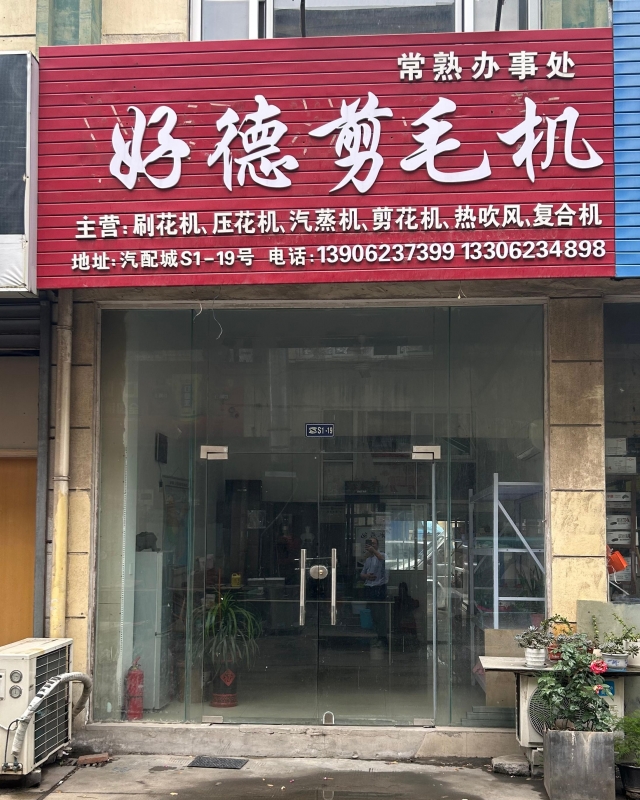 常熟办事处
好德剪毛机
主营:刷花机、压花机、汽蒸机、剪花机、热吹风、复合机
地址:汽配城S1-19号 电话:13906237399 13306234898
S1-19